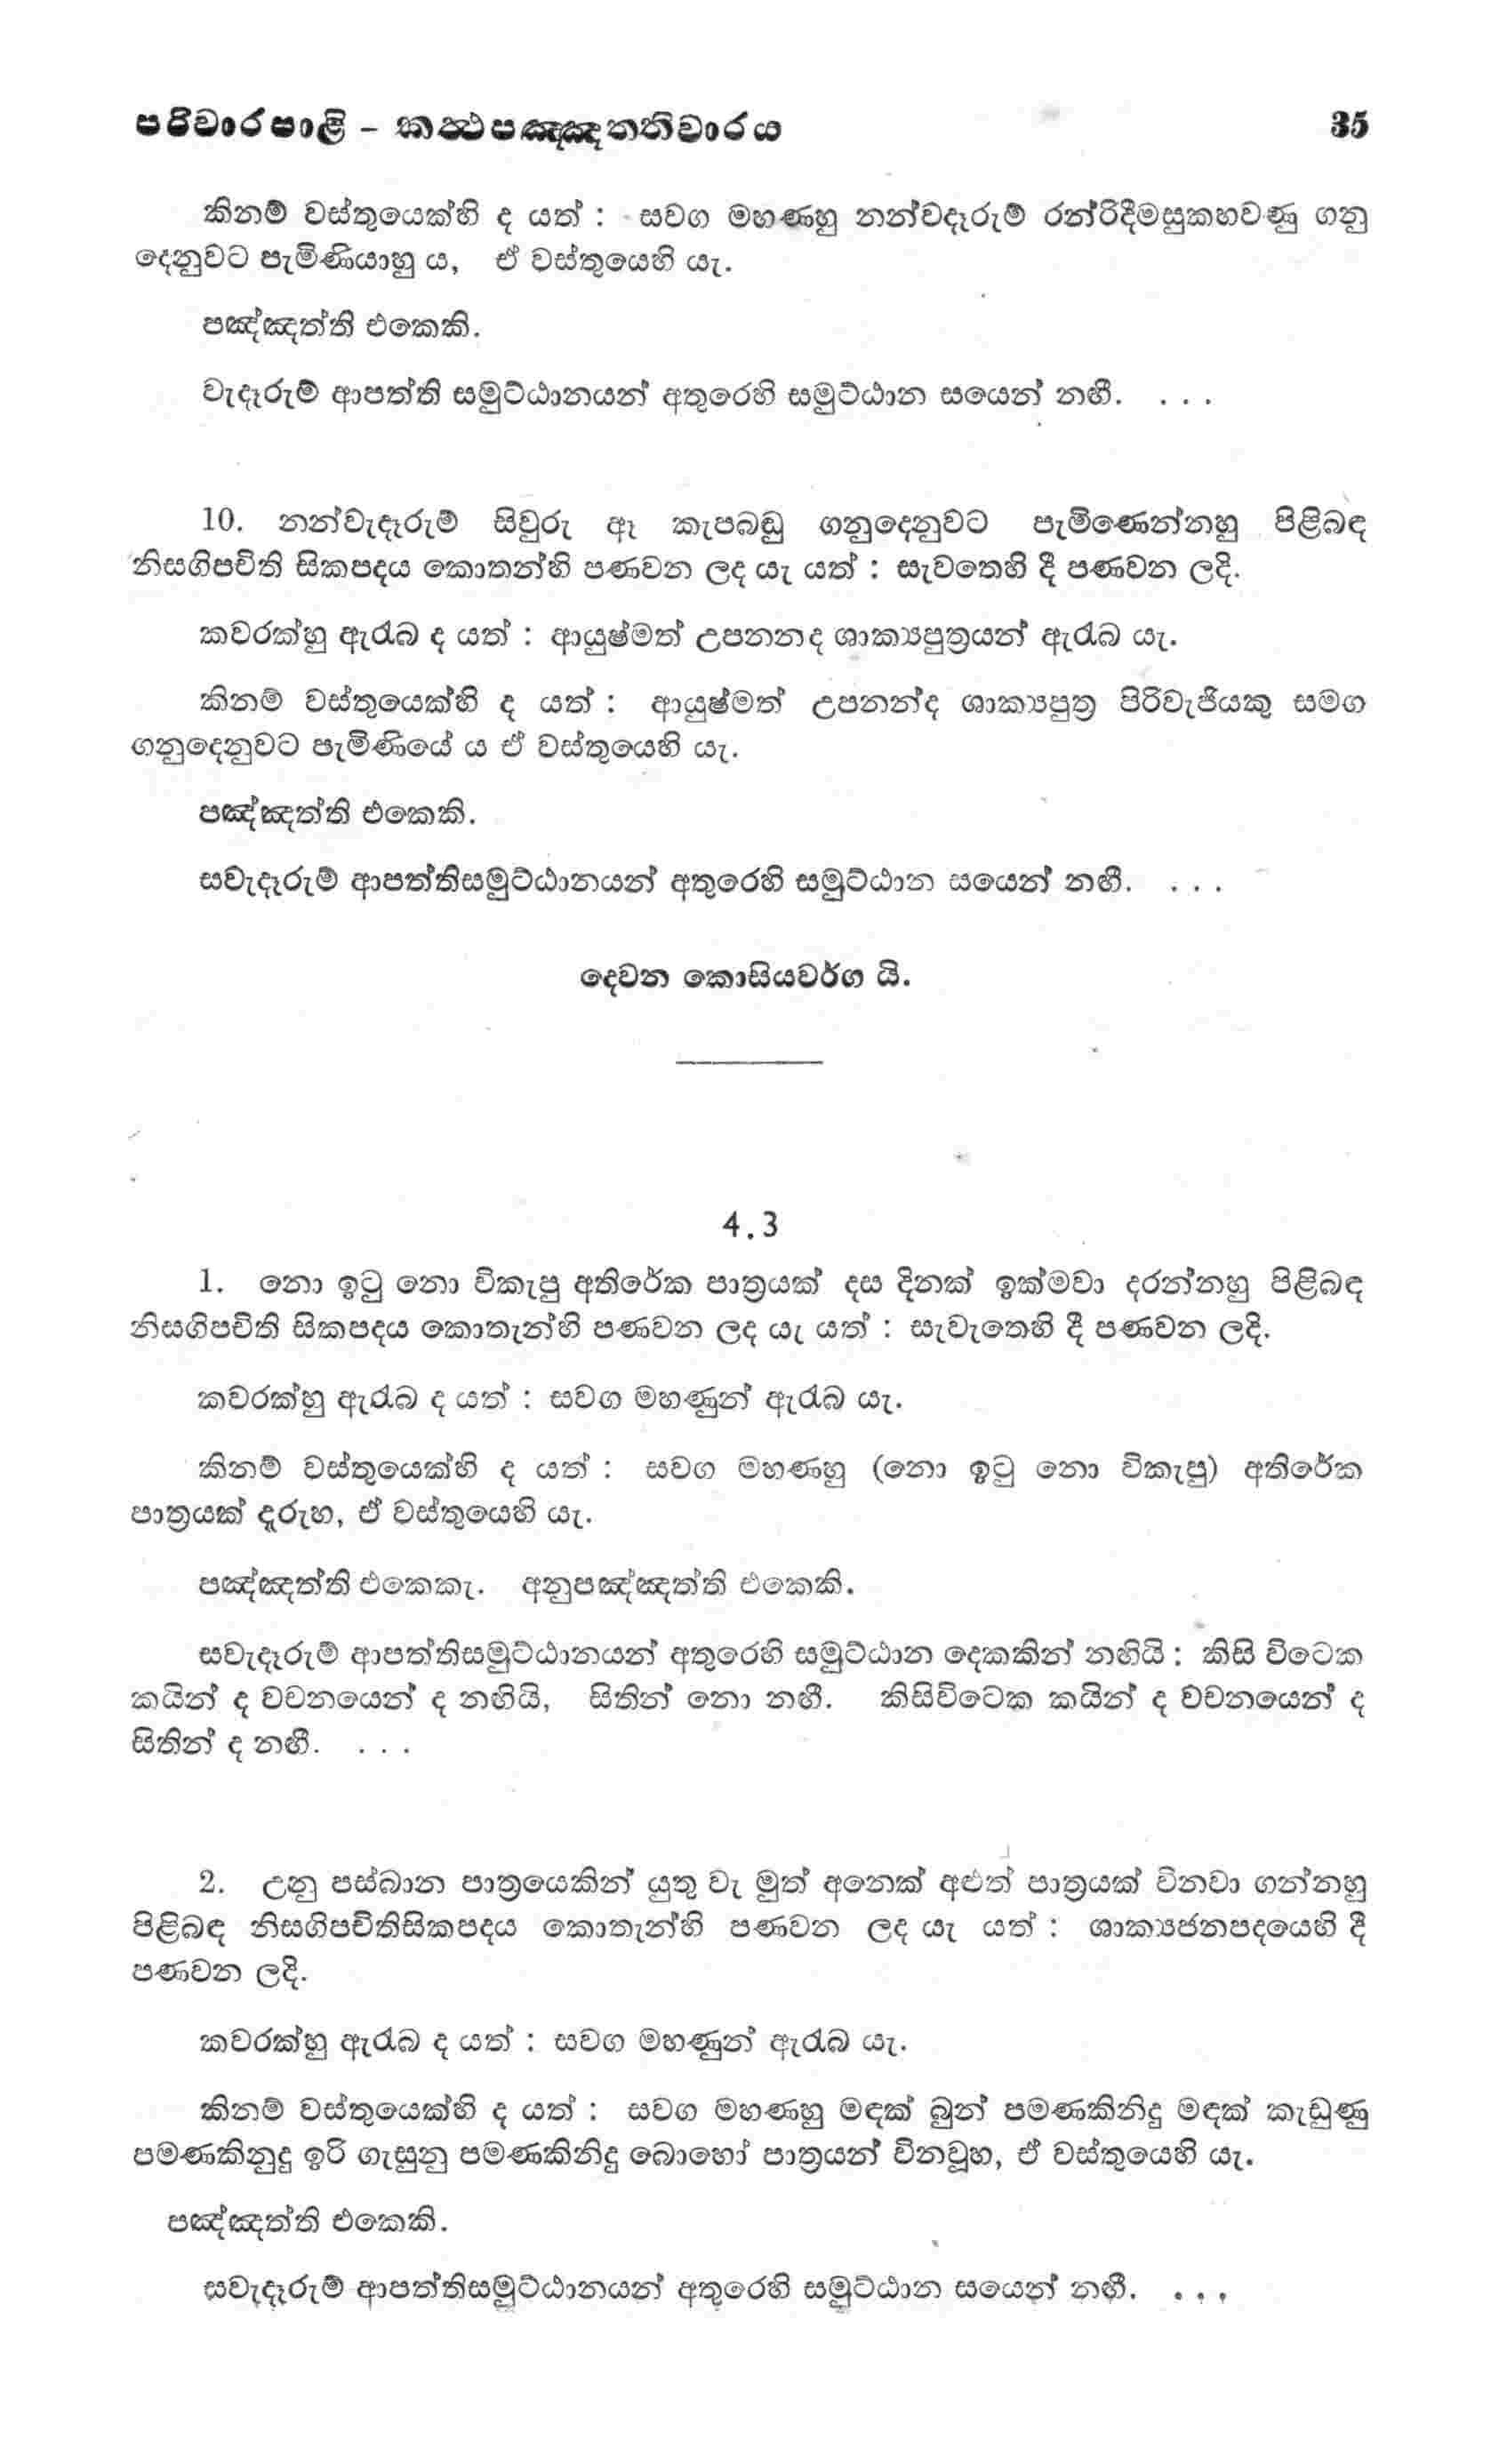 පරිවාරපාළි – කත්‍ථපඤ්ඤත්තිවාරය 35
කිනම් වස්තුයෙක්හි ද යත් : සවග මහණහු නන්වදෑරුම් රන්රිදීමසුකහවණු ගනු
දෙනුවට පැමිණියාහු ය, ඒ වස්තුයෙහි යැ.
පඤ්ඤත්ති එකෙකි.
වැදෑරුම් ආපත්ති සමුට්ඨානයන් අතුරෙහි සමුට්ඨාන සයෙන් නඟී. . . .
10. නන්වැදෑරුම් සිවුරු ඈ කැපබඩු ගනුදෙනුවට පැමිණෙන්නහු පිළිබඳ
නිසගිපචිති සිකපදය කොතන්හි පණවන ලද යැ යත් : සැවතෙහි දී පණවන ලදි.
කවරක්හු ඇරැබ ද යත් : ආයුෂ්මත් උපනනද ශාක්‍යපුත්‍රයන් ඇරැබ යැ.
කිනම් වස්තුයෙක්හි ද යත් : ආයුෂ්මත් උපනන්ද ශාක්‍යපුත්‍ර පිරිවැජියකු සමග
ගනුදෙනුවට පැමිණියේ ය ඒ වස්තුයෙහි යැ.
පඤ්ඤත්ති එකෙකි.
සවැදෑරුම් ආපත්තිසමුට්ඨානයන් අතුරෙහි සමුට්ඨාන සයෙන් නඟී. . . .
දෙවන කොසියවර්ග යි.
4.3
1. නො ඉටු නො විකැපු අතිරේක පාත්‍රයක් දස දිනක් ඉක්මවා දරන්නහු පිළිබඳ
නිසගිපචිති සිකපදය කොතැන්හි පණවන ලද යැ යත් : සැවැතෙහි දී පණවන ලදි.
කවරක්හු ඇරැබ ද යත් : සවග මහණුන් ඇරැබ යැ.
කිනම් වස්තුයෙක්හි ද යත් : සවග මහණහු (නො ඉටු නො විකැපු) අතිරේක
පාත්‍රයක් දැරුහ, ඒ වස්තුයෙහි යැ.
පඤ්ඤත්ති එකෙකැ. අනුපඤ්ඤත්ති එකෙකි.
සවැදෑරුම් ආපත්තිසමුට්ඨානයන් අතුරෙහි සමුට්ඨාන දෙකකින් නඟියි : කිසි විටෙක
කයින් ද වචනයෙන් ද නඟියි, සිතින් නො නඟී. කිසිවිටෙක කයින් ද වචනයෙන් ද
සිතින් ද නඟී. . . .
2. උනු පස්බාන පාත්‍රයෙකින් යුතු වැ මුත් අනෙක් අළුත් පාත්‍රයක් විනවා ගන්නහු
පිළිබඳ නිසගිපචිතිසිකපදය කොතැන්හි පණවන ලද යැ යත් : ශාක්‍යජනපදයෙහි දී
පණවන ලදි.
කවරක්හු ඇරැබ ද යත් : සවග මහණුන් ඇරැබ යැ.
කිනම් වස්තුයෙක්හි ද යත් : සවග මහණහු මඳක් බුන් පමණකිනිදු මඳක් කැඩුණු
පමණකිනුදු ඉරි ගැසුනු පමණකිනිදු බොහෝ පාත්‍රයන් විනවූහ, ඒ වස්තුයෙහි යැ.
පඤ්ඤත්ති එකෙකි.
සවැදෑරුම් ආපත්තිසමුට්ඨානයන් අතුරෙහි සමුට්ඨාන සයෙන් නඟී. . . .